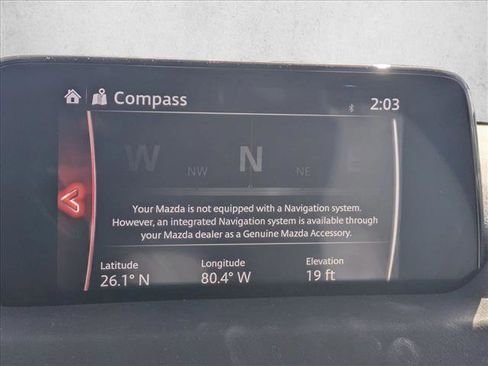 Compass
2:03
W NW N NE E
Your Mazda is not equipped with a Navigation system.
However, an integrated Navigation system is available through
your Mazda dealer as a Genuine Mazda Accessory.
Latitude Longitude Elevation
26.1° N 80.4° W 19 ft